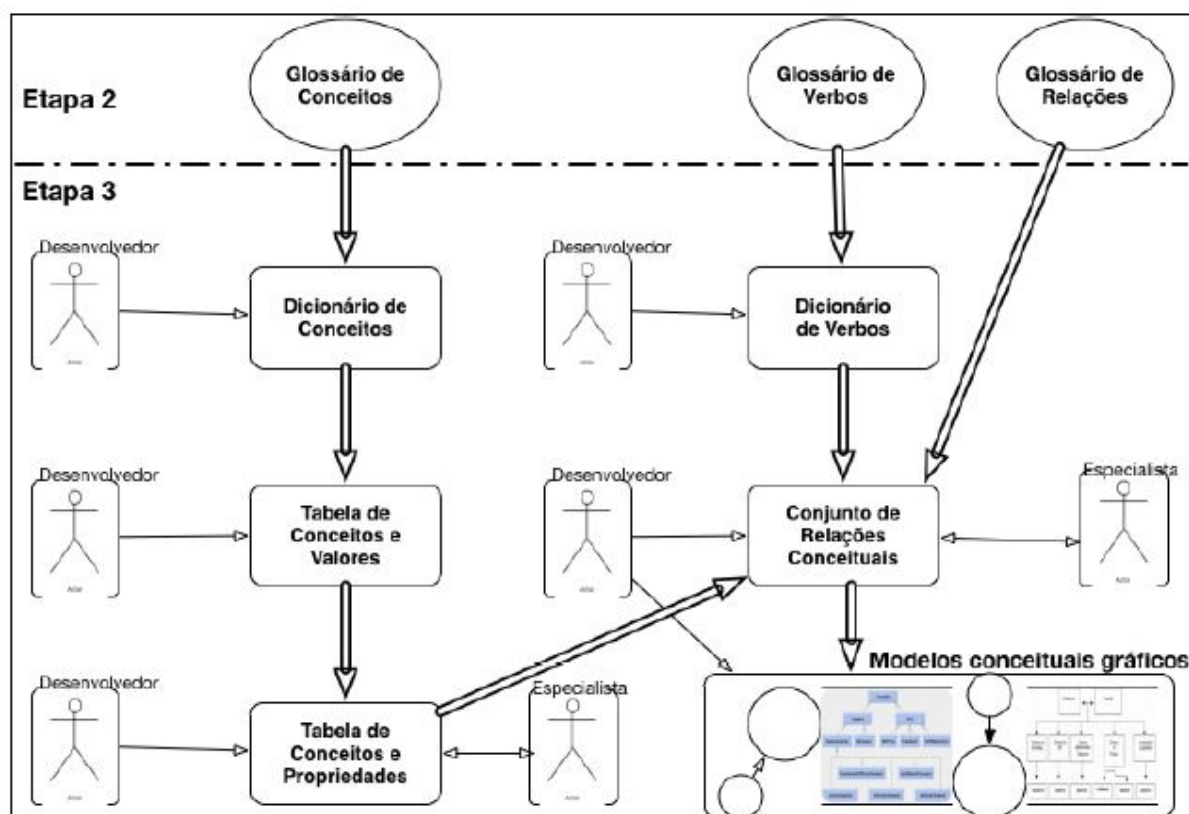 Etapa 2
Glossário de
Conceitos
Glossário de
Verbos
Glossário de
Relações
Etapa 3
Desenvolvedor
Dicionário de
Conceitos
Desenvolvedor
Dicionário
de Verbos
Desenvolvedor
Tabela de
Conceitos e
Valores
Desenvolvedor
Conjunto de
Relações
Conceituais
Especialista
Desenvolvedor
Tabela de
Conceitos e
Propriedades
Especialista
Modelos conceituais gráficos